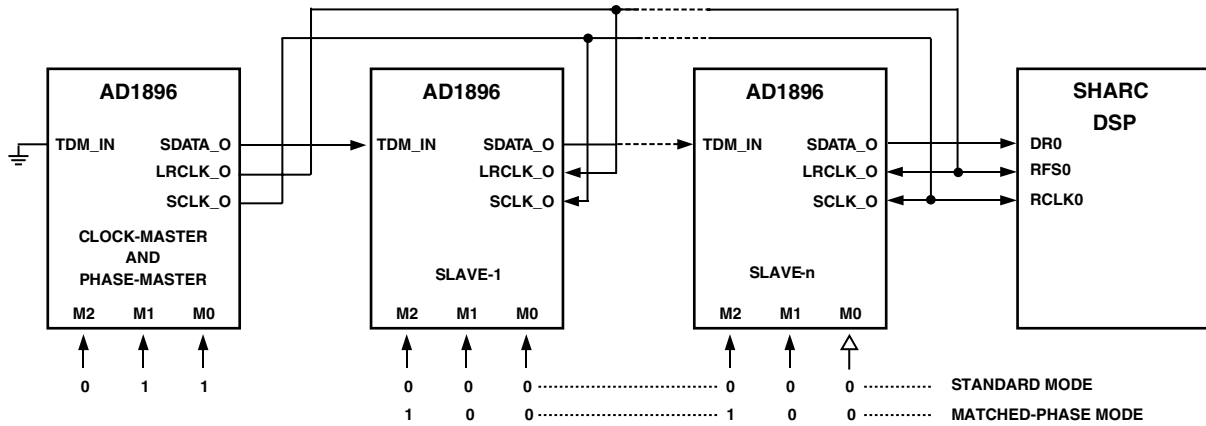 AD1896 AD1896 AD1896 SHARC
DSP
TDM_IN SDATA_O TDM_IN SDATA_O TDM_IN SDATA_O DR0
LRCLK_O LRCLK_O LRCLK_O RFS0
SCLK_O SCLK_O SCLK_O RCLK0
CLOCK-MASTER
AND
PHASE-MASTER SLAVE-1 SLAVE-n
M2 M1 M0 M2 M1 M0 M2 M1 M0
0 1 1 0 0 0 0 0 0 STANDARD MODE
1 0 0 1 0 0 MATCHED-PHASE MODE